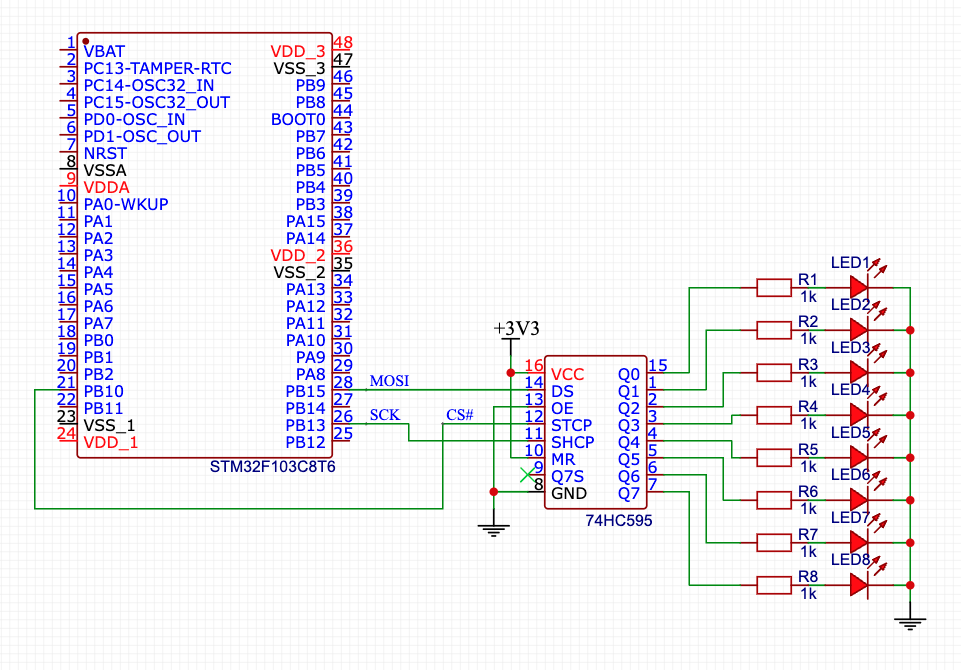 1 VBAT
2 PC13-TAMPER-RTC
3 PC14-OSC32_IN
4 PC15-OSC32_OUT
5 PD0-OSC_IN
6 PD1-OSC_OUT
7 NRST
8 VSSA
9 VDDA
10 PA0-WKUP
11 PA1
12 PA2
13 PA3
14 PA4
15 PA5
16 PA6
17 PA7
18 PB0
19 PB1
20 PB2
21 PB10
22 PB11
23 VSS_1
24 VDD_1
VDD_3 48
VSS_3 47
PB9 46
PB8 45
BOOT0 44
PB7 43
PB6 42
PB5 41
PB4 40
PB3 39
PA15 38
PA14 37
VDD_2 36
VSS_2 35
PA13 34
PA12 33
PA11 32
PA10 31
PA9 30
PA8 29
PB15 28
PB14 27
PB13 26
PB12 25
STM32F103C8T6
MOSI
SCK
CS#
+3V3
16 VCC
14 DS
13 OE
12 STCP
11 SHCP
10 MR
9 Q7S
8 GND
Q0 15
Q1 1
Q2 2
Q3 3
Q4 4
Q5 5
Q6 6
Q7 7
74HC595
R1
1k
LED1
R2
1k
LED2
R3
1k
LED3
R4
1k
LED4
R5
1k
LED5
R6
1k
LED6
R7
1k
LED7
R8
1k
LED8